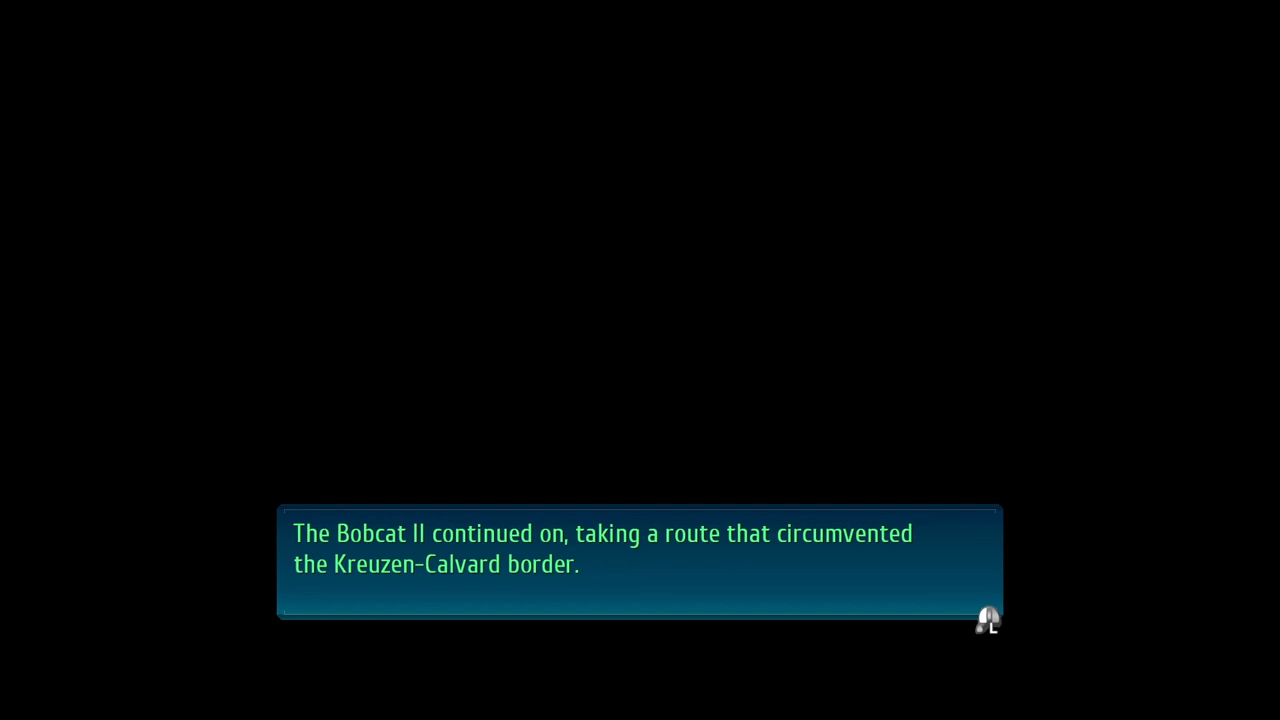 The Bobcat II continued on, taking a route that circumvented
the Kreuzen-Calvard border.
L